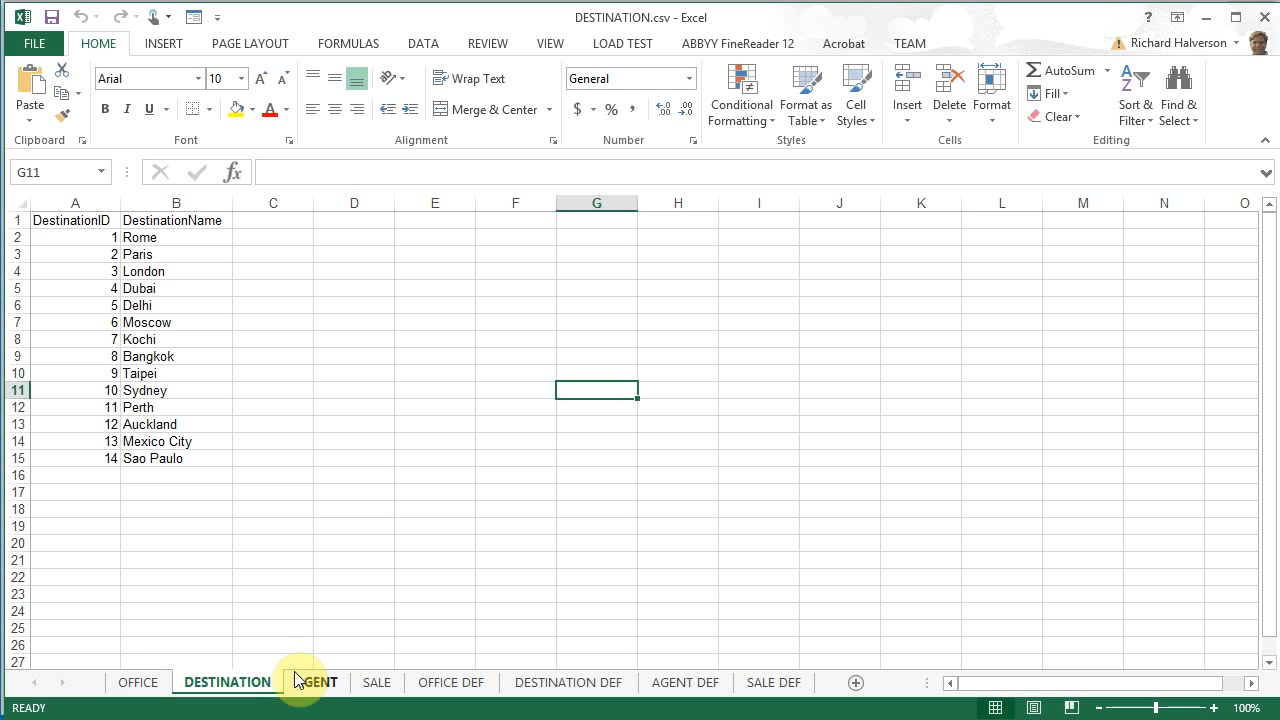 DESTINATION.csv - Excel
?
FILE HOME INSERT PAGE LAYOUT FORMULAS DATA REVIEW VIEW LOAD TEST ABBYY FineReader 12 Acrobat TEAM Richard Halverson
Paste
Clipboard
Arial 10
B I U A
Font
Wrap Text
Merge & Center
Alignment
General
$ % ,
Number
Conditional Formatting
Format as Table
Cell Styles
Styles
Insert Delete Format
Cells
AutoSum
Fill
Clear
Sort & Filter
Find & Select
Editing
G11 fx
A B C D E F G H I J K L M N O
1 DestinationID DestinationName
2 1 Rome
3 2 Paris
4 3 London
5 4 Dubai
6 5 Delhi
7 6 Moscow
8 7 Kochi
9 8 Bangkok
10 9 Taipei
11 10 Sydney
12 11 Perth
13 12 Auckland
14 13 Mexico City
15 14 Sao Paulo
16
17
18
19
20
21
22
23
24
25
26
27
OFFICE DESTINATION AGENT SALE OFFICE DEF DESTINATION DEF AGENT DEF SALE DEF
READY 100%